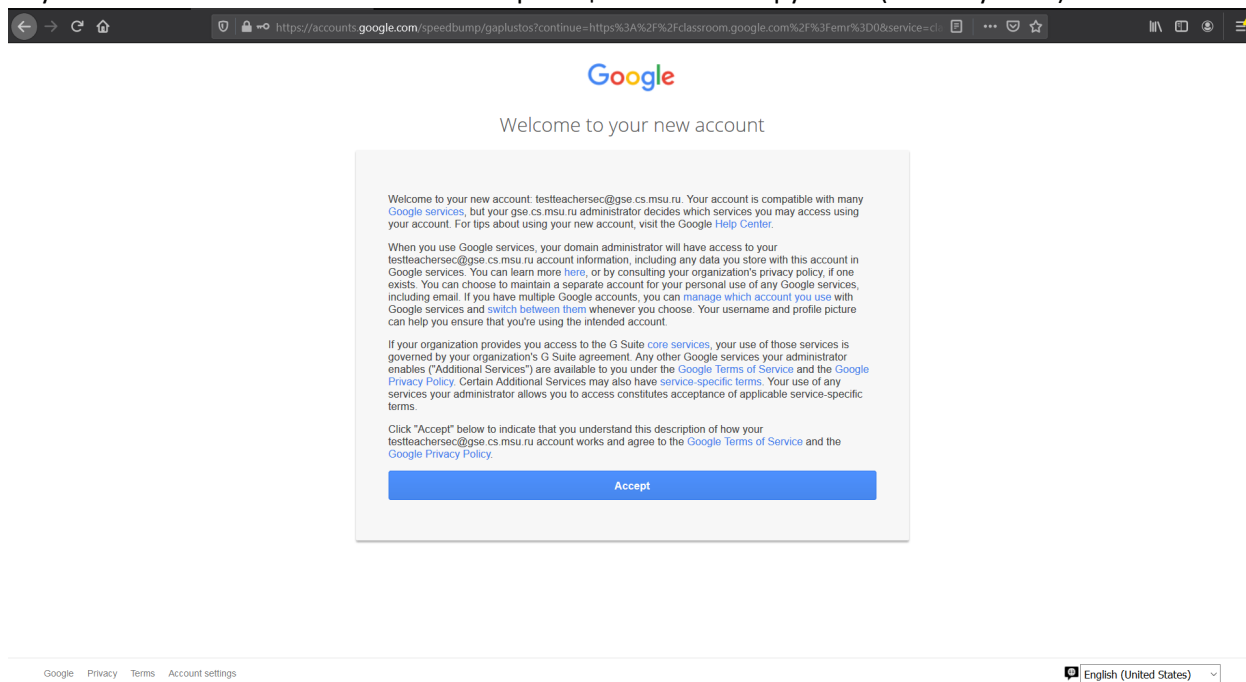 https://accounts.google.com/speedbump/gaplustos?continue=https%3A%2F%2Fclassroom.google.com%2F%3Femr%3D0&service=cl
Google
Welcome to your new account
Welcome to your new account: testteachersec@gse.cs.msu.ru. Your account is compatible with many
Google services, but your gse.cs.msu.ru administrator decides which services you may access using
your account. For tips about using your new account, visit the Google Help Center.
When you use Google services, your domain administrator will have access to your
testteachersec@gse.cs.msu.ru account information, including any data you store with this account in
Google services. You can learn more here, or by consulting your organization's privacy policy, if one
exists. You can choose to maintain a separate account for your personal use of any Google services,
including email. If you have multiple Google accounts, you can manage which account you use with
Google services and switch between them whenever you choose. Your username and profile picture
can help you ensure that you're using the intended account.
If your organization provides you access to the G Suite core services, your use of those services is
governed by your organization's G Suite agreement. Any other Google services your administrator
enables ("Additional Services") are available to you under the Google Terms of Service and the Google
Privacy Policy. Certain Additional Services may also have service-specific terms. Your use of any
services your administrator allows you to access constitutes acceptance of applicable service-specific
terms.
Click "Accept" below to indicate that you understand this description of how your
testteachersec@gse.cs.msu.ru account works and agree to the Google Terms of Service and the
Google Privacy Policy.
Accept
Google Privacy Terms Account settings
English (United States)